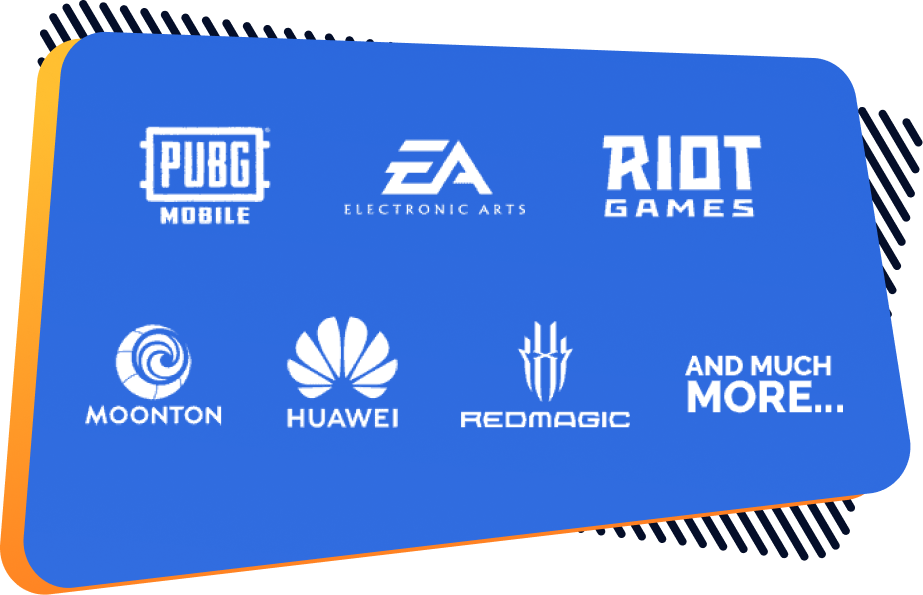 PUBG
MOBILE
EA
ELECTRONIC ARTS
RIOT
GAMES
MOONTON
HUAWEI
REDMAGIC
AND MUCH
MORE...